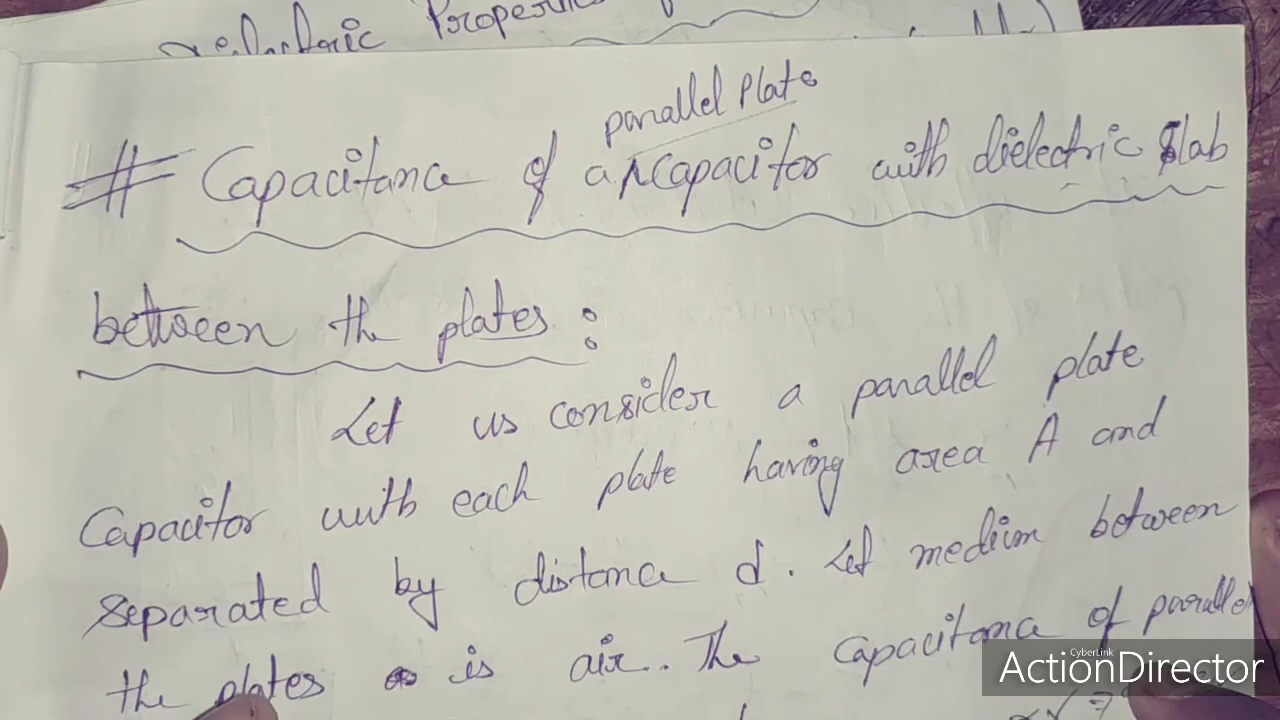 Properties
parallel Plate
# Capacitance of a ^ Capacitor with dielectric Slab
between the plates :
Let us consider a parallel plate
Capacitor with each plate having area A and
separated by distance d. Let medium between
the plates is air. The Capacitance of parallel
CyberLink
ActionDirector